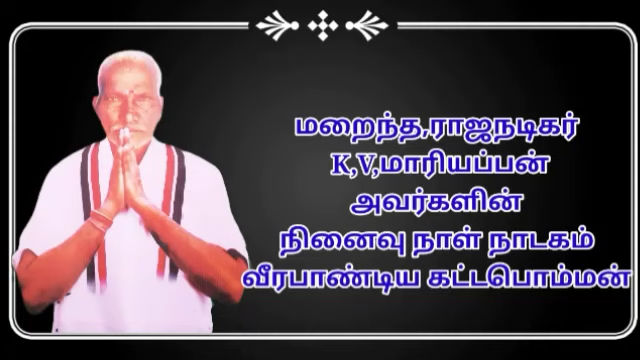 மறைந்த,ராஜநடிகர்
K,V,மாரியப்பன்
அவர்களின்
நினைவு நாள் நாடகம்
வீரபாண்டிய கட்டபொம்மன்